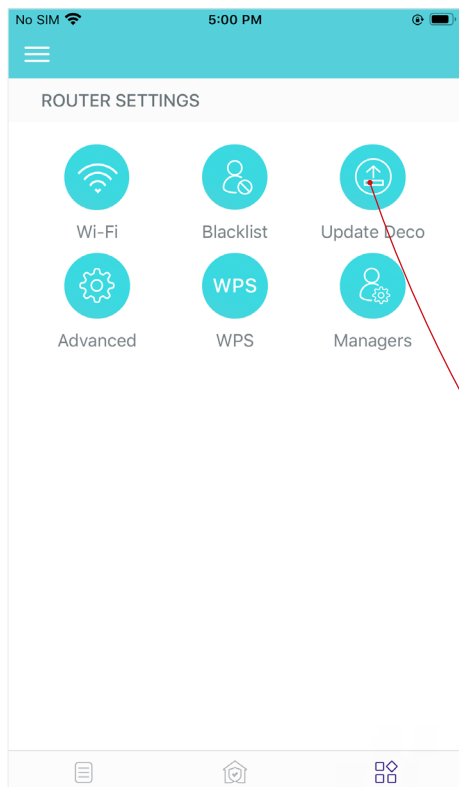 No SIM 5:00 PM
ROUTER SETTINGS
Wi-Fi Blacklist Update Deco
WPS
Advanced WPS Managers